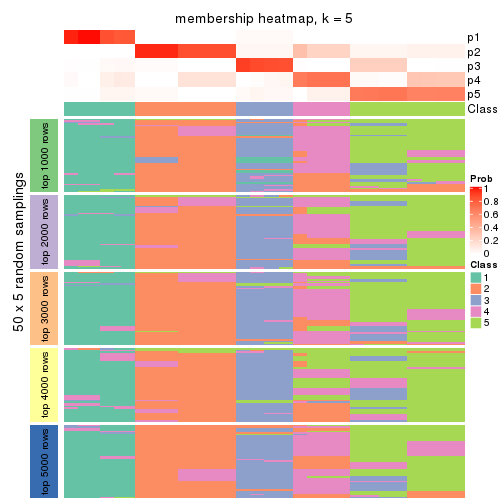 membership heatmap, k = 5
p1
p2
p3
p4
p5
Class
50 x 5 random samplings
top 1000 rows
top 2000 rows
top 3000 rows
top 4000 rows
top 5000 rows
Prob
1
0.8
0.6
0.4
0.2
0
Class
1
2
3
4
5